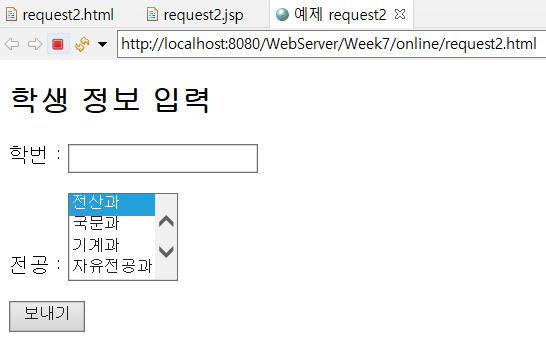 request2.html request2.jsp 예제 request2
http://localhost:8080/WebServer/Week7/online/request2.html
학생 정보 입력
학번 :
전산과
국문과
기계과
전공 : 자유전공과
보내기